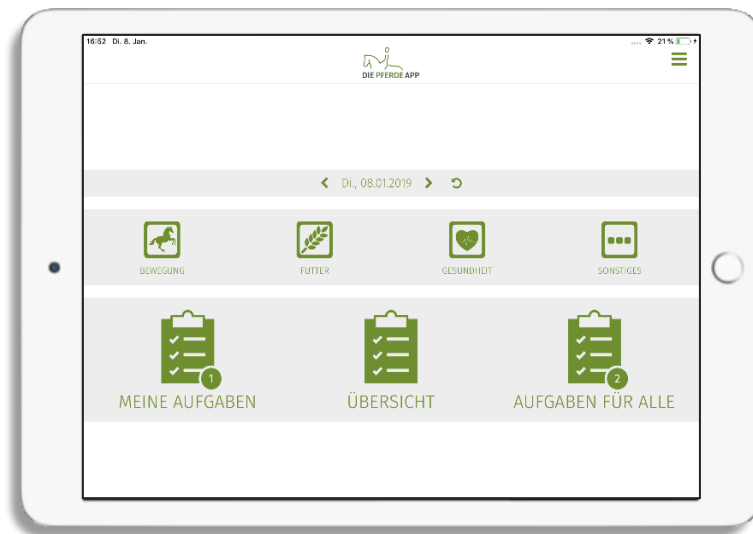 16:52 Di. 8. Jan.
21 %
DIE PFERDE APP
Di., 08.01.2019
BEWEGUNG
FUTTER
GESUNDHEIT
SONSTIGES
1
2
MEINE AUFGABEN
ÜBERSICHT
AUFGABEN FÜR ALLE